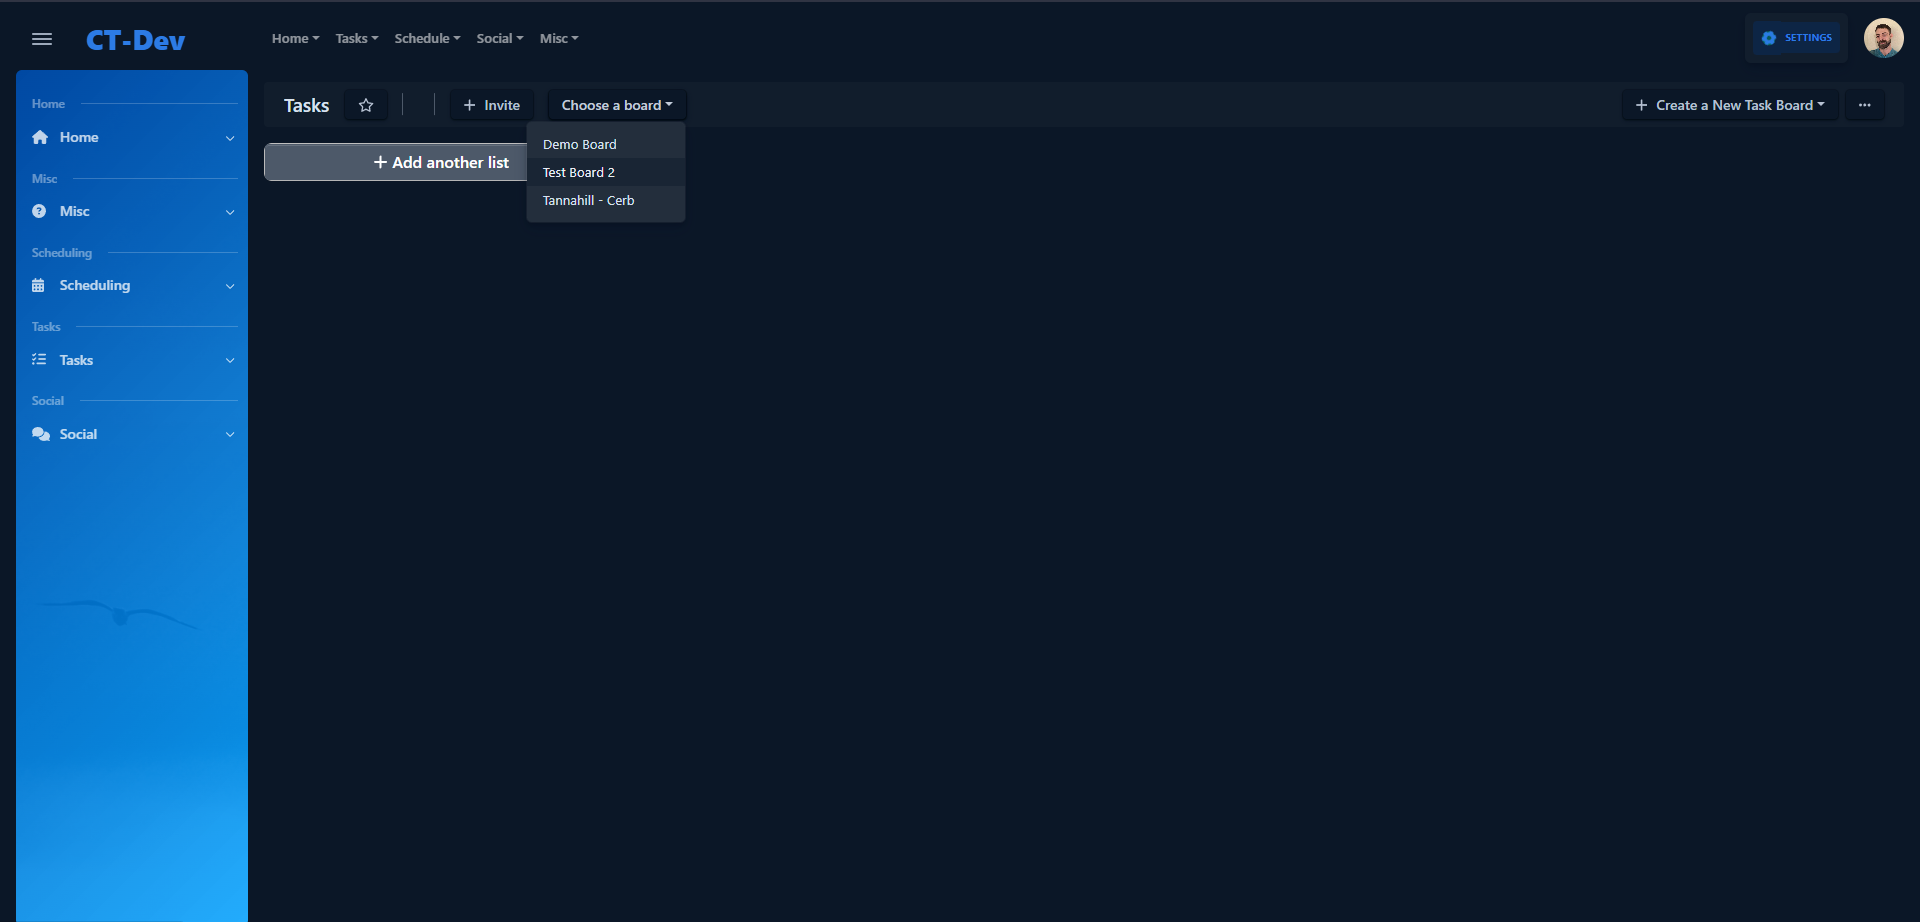 CT-Dev
Home Tasks Schedule Social Misc
SETTINGS
Home
Home
Misc
Misc
Scheduling
Scheduling
Tasks
Tasks
Social
Social
Tasks
+ Invite
Choose a board
+ Create a New Task Board
+ Add another list
Demo Board
Test Board 2
Tannahill - Cerb